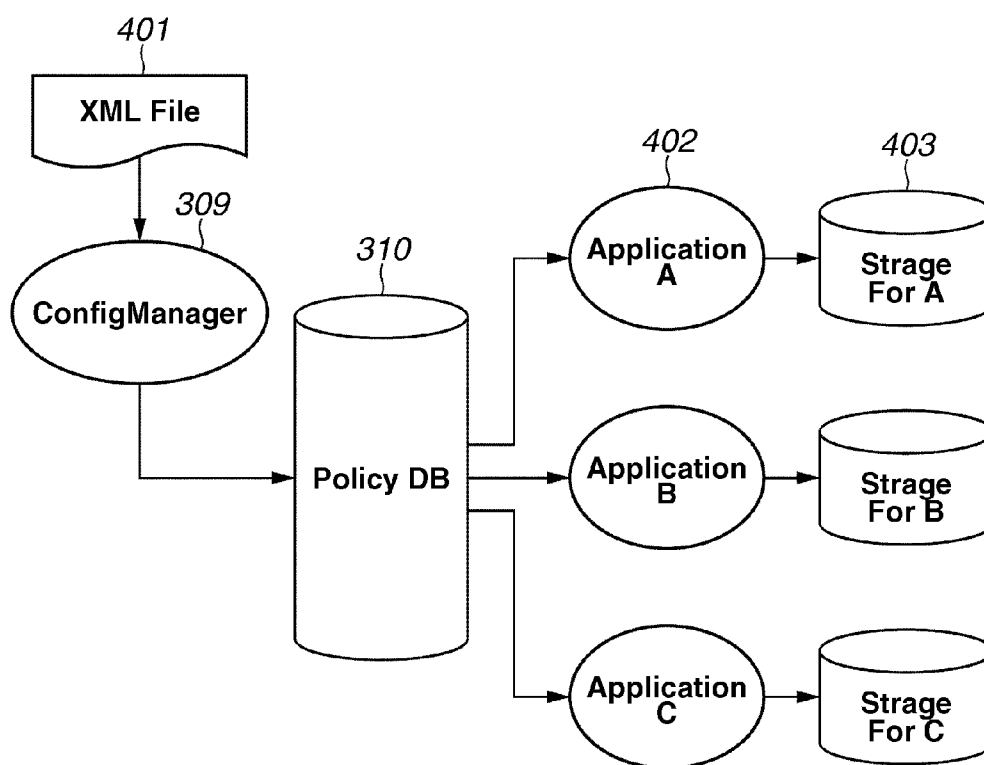 401
XML File
309
ConfigManager
310
Policy DB
402
Application
A
403
Strage
For A
Application
B
Strage
For B
Application
C
Strage
For C